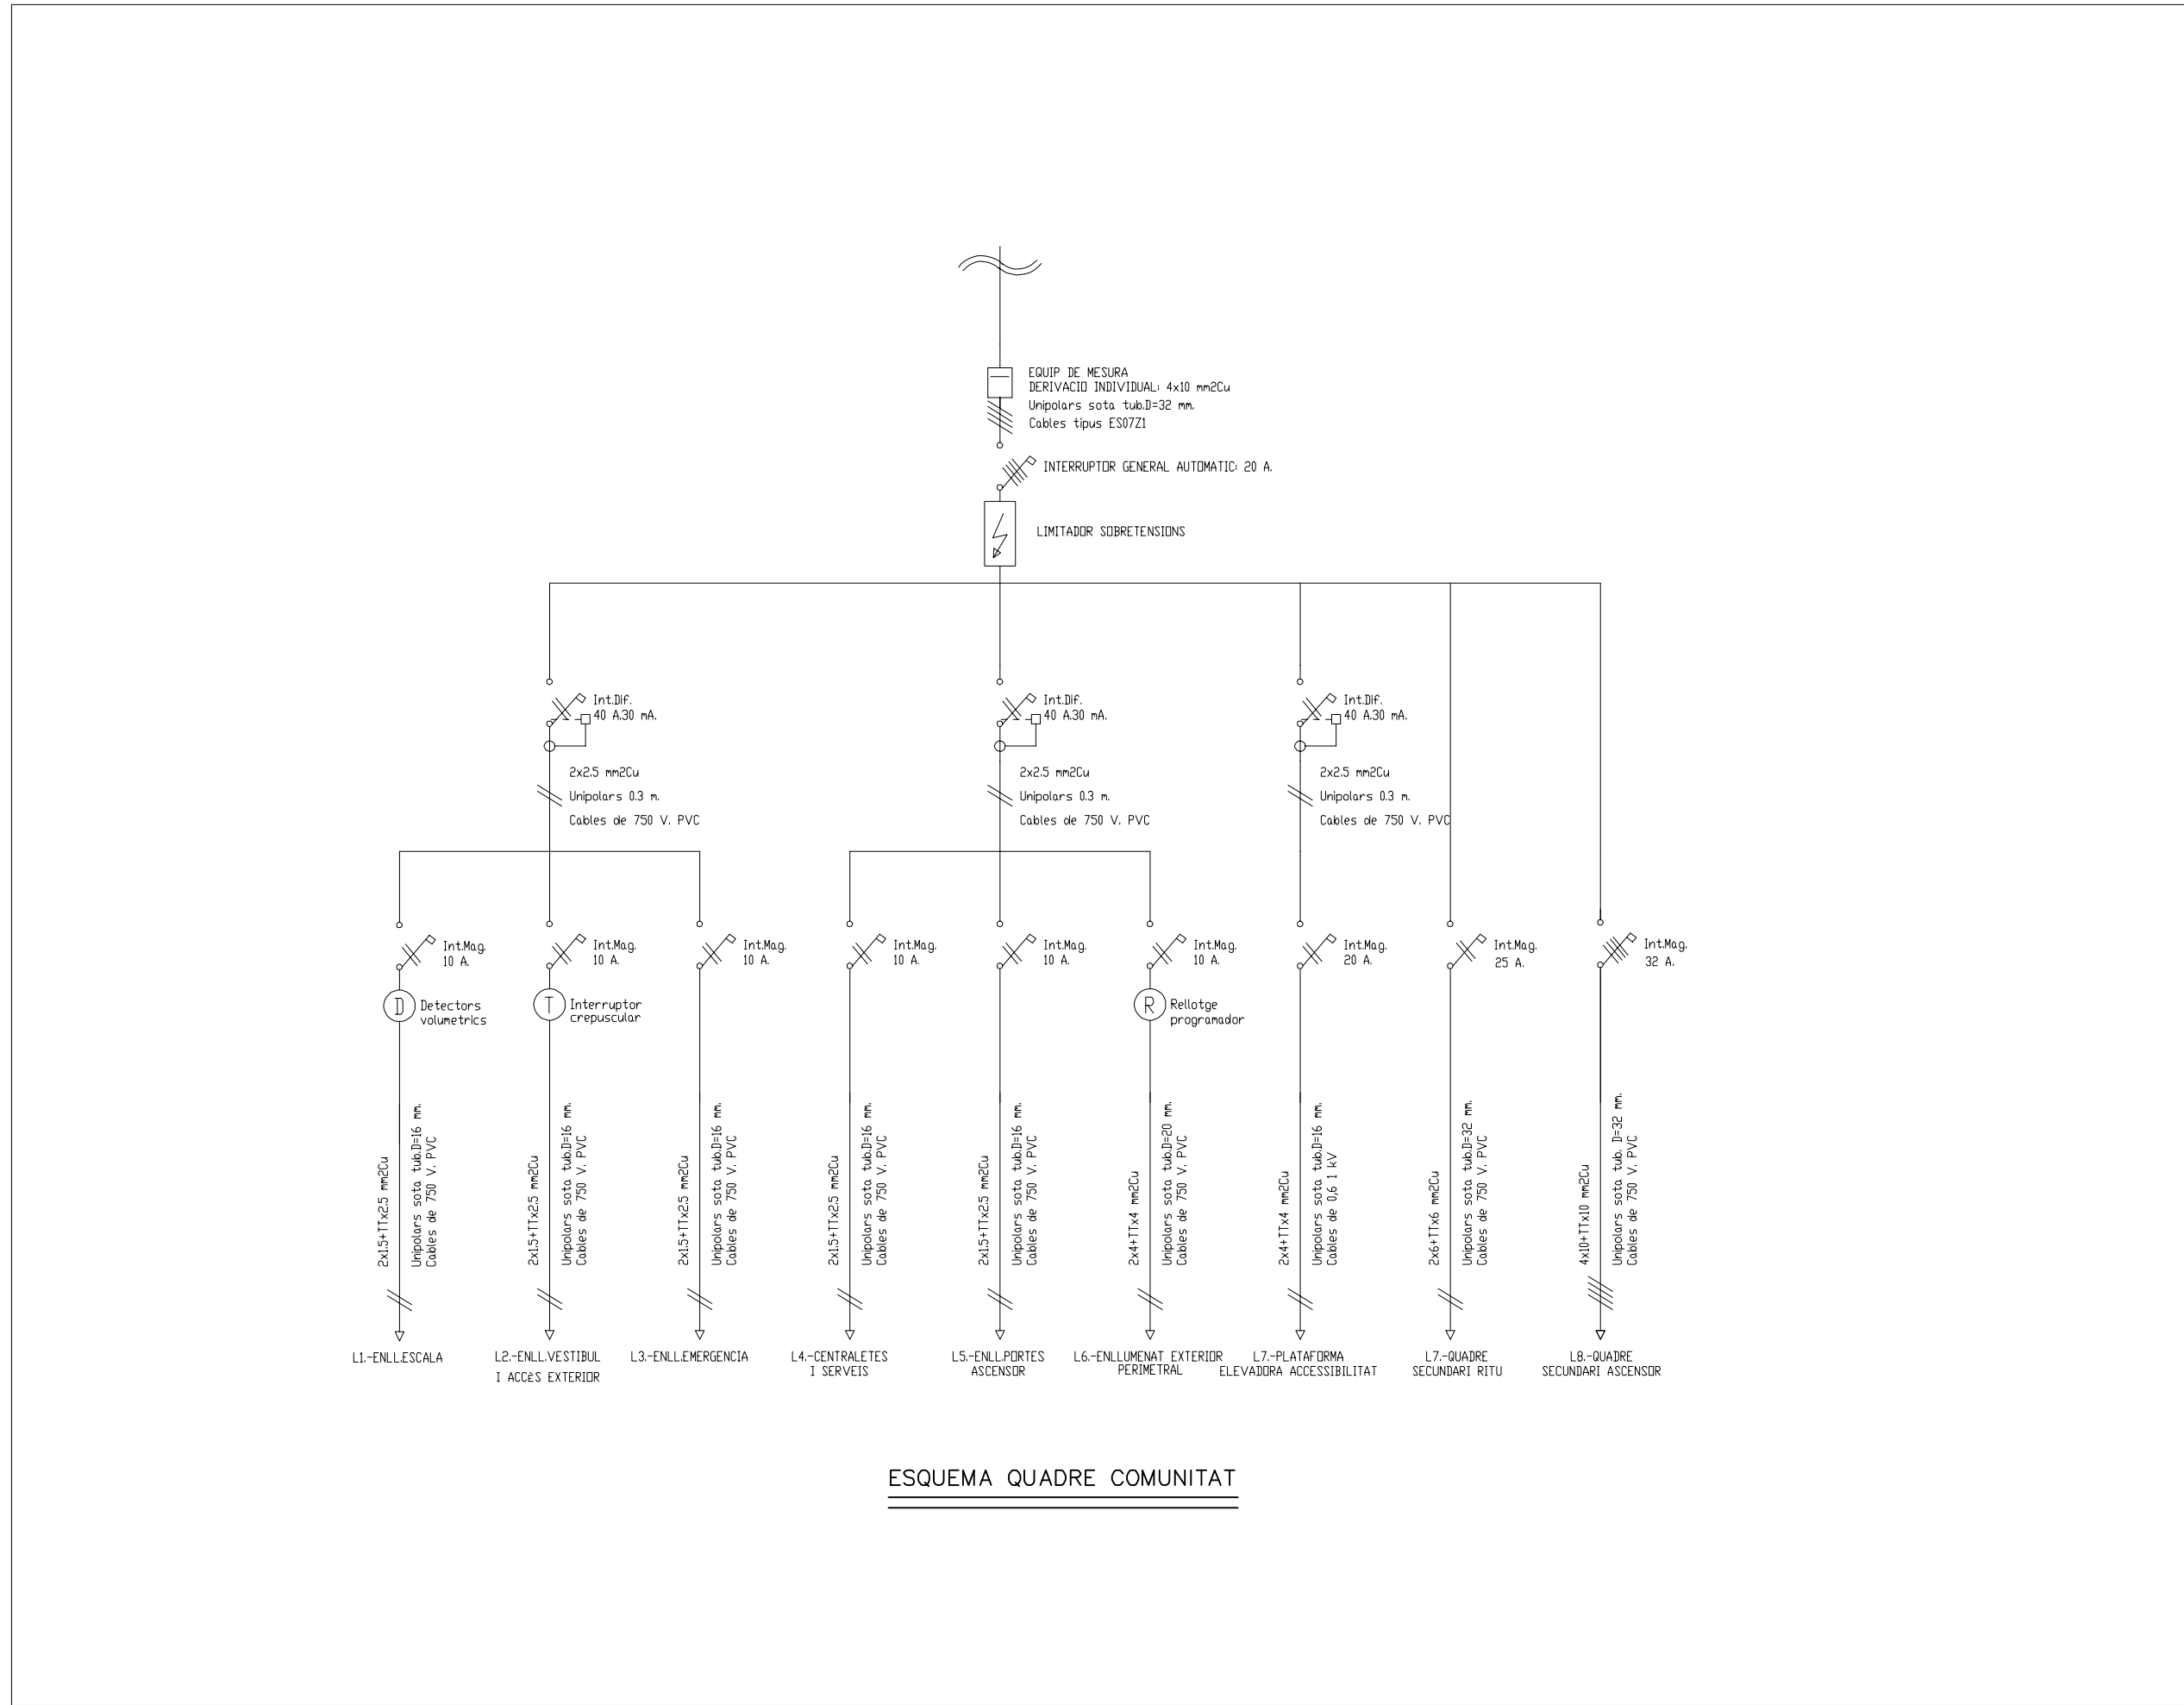 EQUIP DE MESURA
DERIVACIO INDIVIDUAL: 4x10 mm2Cu
Unipolars sota tub.D=32 mm.
Cables tipus ES07Z1
INTERRUPTOR GENERAL AUTOMATIC: 20 A.
LIMITADOR SOBRETENSIONS
Int.Dif.
40 A.30 mA.
2x2.5 mm2Cu
Unipolars 0.3 m.
Cables de 750 V. PVC
Int.Dif.
40 A.30 mA.
2x2.5 mm2Cu
Unipolars 0.3 m.
Cables de 750 V. PVC
Int.Dif.
40 A.30 mA.
2x2.5 mm2Cu
Unipolars 0.3 m.
Cables de 750 V. PVC
Int.Mag.
10 A.
D
Detectors
volumetrics
2x1.5+TTx2.5 mm2Cu
Unipolars sota tub.D=16 mm.
Cables de 750 V. PVC
L1.-ENLL.ESCALA
Int.Mag.
10 A.
T
Interruptor
crepuscular
2x1.5+TTx2.5 mm2Cu
Unipolars sota tub.D=16 mm.
Cables de 750 V. PVC
L2.-ENLL.VESTIBUL
I ACCÈS EXTERIOR
Int.Mag.
10 A.
2x1.5+TTx2.5 mm2Cu
Unipolars sota tub.D=16 mm.
Cables de 750 V. PVC
L3.-ENLL.EMERGENCIA
Int.Mag.
10 A.
2x1.5+TTx2.5 mm2Cu
Unipolars sota tub.D=16 mm.
Cables de 750 V. PVC
L4.-CENTRALETES
I SERVEIS
Int.Mag.
10 A.
2x1.5+TTx2.5 mm2Cu
Unipolars sota tub.D=16 mm.
Cables de 750 V. PVC
L5.-ENLL.PORTES
ASCENSOR
Int.Mag.
10 A.
R
Rellotge
programador
2x4+TTx4 mm2Cu
Unipolars sota tub.D=20 mm.
Cables de 750 V. PVC
L6.-ENLLUMENAT EXTERIOR
PERIMETRAL
Int.Mag.
20 A.
2x4+TTx4 mm2Cu
Unipolars sota tub.D=16 mm.
Cables de 0,6 1 kV
L7.-PLATAFORMA
ELEVADORA ACCESSIBILITAT
Int.Mag.
25 A.
2x6+TTx6 mm2Cu
Unipolars sota tub.D=32 mm.
Cables de 750 V. PVC
L7.-QUADRE
SECUNDARI RITU
Int.Mag.
32 A.
4x10+TTx10 mm2Cu
Unipolars sota tub. D=32 mm.
Cables de 750 V. PVC
L8.-QUADRE
SECUNDARI ASCENSOR
ESQUEMA QUADRE COMUNITAT